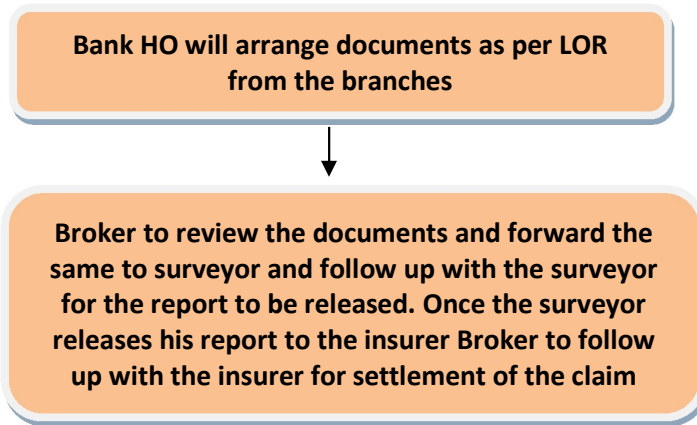 Bank HO will arrange documents as per LOR
from the branches
Broker to review the documents and forward the
same to surveyor and follow up with the surveyor
for the report to be released. Once the surveyor
releases his report to the insurer Broker to follow
up with the insurer for settlement of the claim